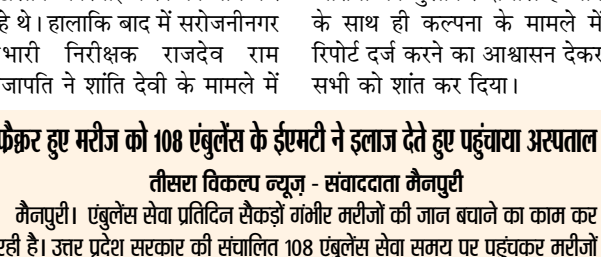 हे थे। हालाकि बाद में सरोजनीनगर
भारी निरीक्षक राजदेव राम
जापति ने शांति देवी के मामले में
के साथ ही कल्पना के मामले में
रिपोर्ट दर्ज करने का आश्वासन देकर
सभी को शांत कर दिया।
फ्रैक्चर हुए मरीज को 108 एंबुलेंस के ईएमटी ने इलाज देते हुए पहुंचाया अस्पताल
तीसरा विकल्प न्यूज़ - संवाददाता मैनपुरी
मैनपुरी। एंबुलेंस सेवा प्रतिदिन सैकड़ों गंभीर मरीजों की जान बचाने का काम कर
रही है। उत्तर प्रदेश सरकार की संचालित 108 एंबुलेंस सेवा समय पर पहुंचकर मरीजों